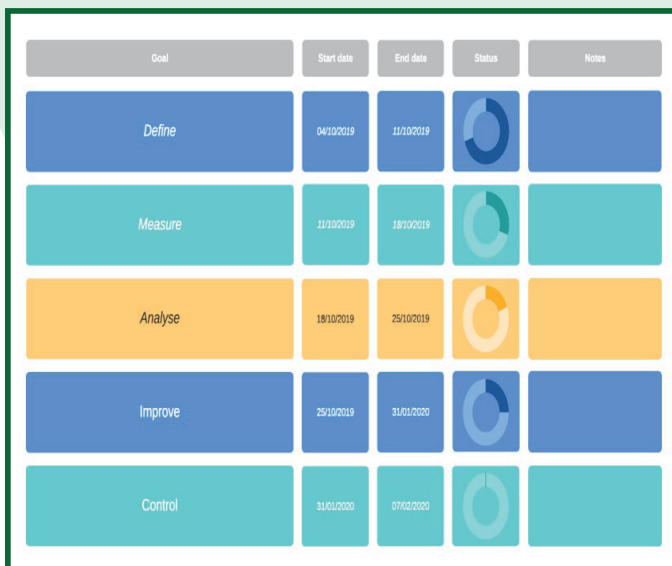 Goal Start date End date Status Notes
Define 04/10/2019 11/10/2019
Measure 11/10/2019 18/10/2019
Analyse 18/10/2019 25/10/2019
Improve 25/10/2019 31/01/2020
Control 31/01/2020 07/02/2020